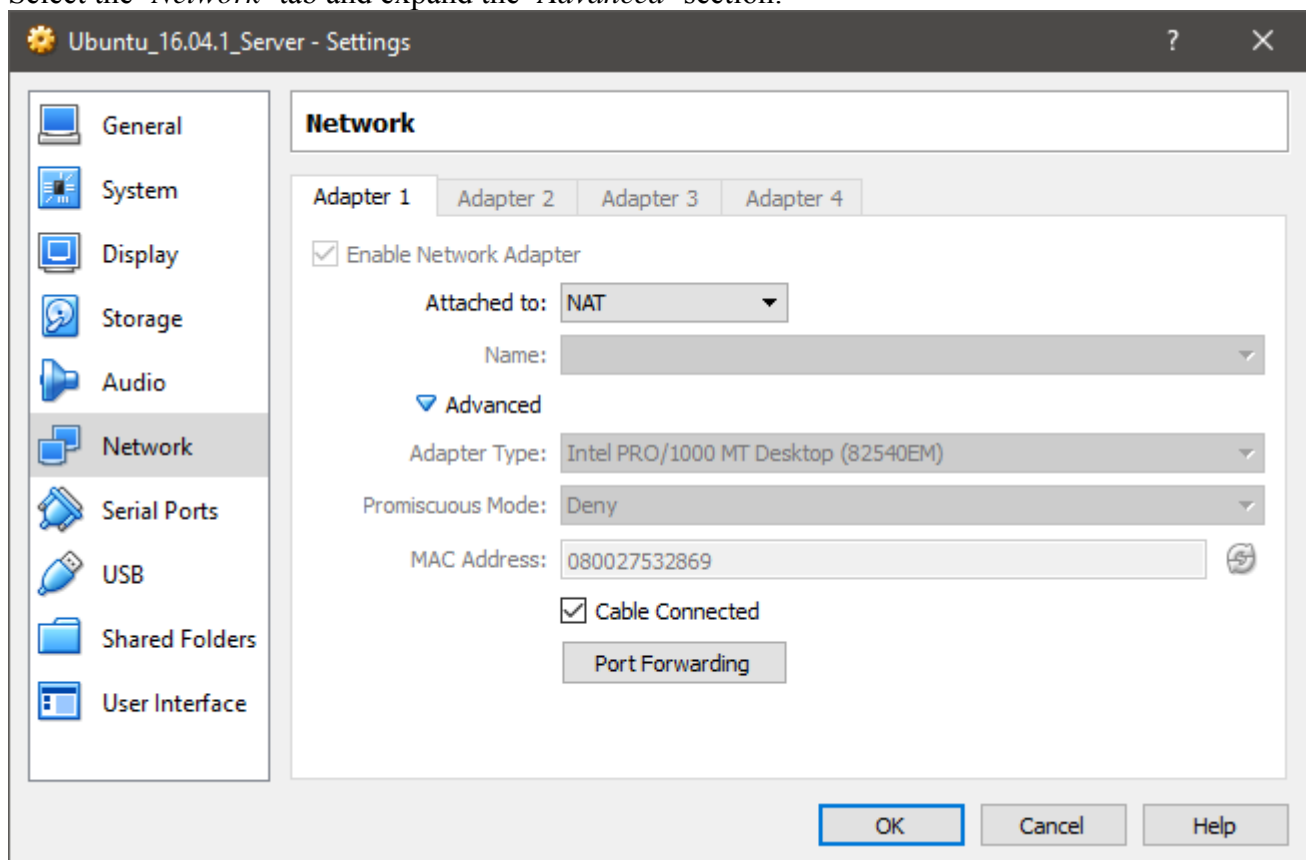 Select the "Network" tab and expand the "Advanced" section.
Ubuntu_16.04.1_Server - Settings
?
General
System
Display
Storage
Audio
Network
Serial Ports
USB
Shared Folders
User Interface
Network
Adapter 1 Adapter 2 Adapter 3 Adapter 4
Enable Network Adapter
Attached to: NAT
Name:
Advanced
Adapter Type: Intel PRO/1000 MT Desktop (82540EM)
Promiscuous Mode: Deny
MAC Address: 080027532869
Cable Connected
Port Forwarding
OK Cancel Help